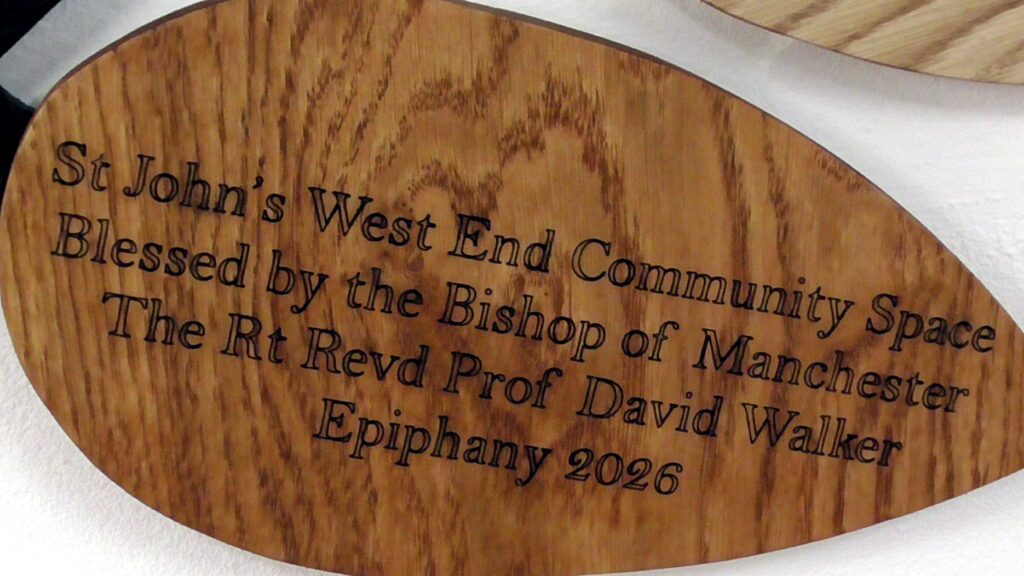 St John's West End Community Space
Blessed by the Bishop of Manchester
The Rt Revd Prof David Walker
Epiphany 2026